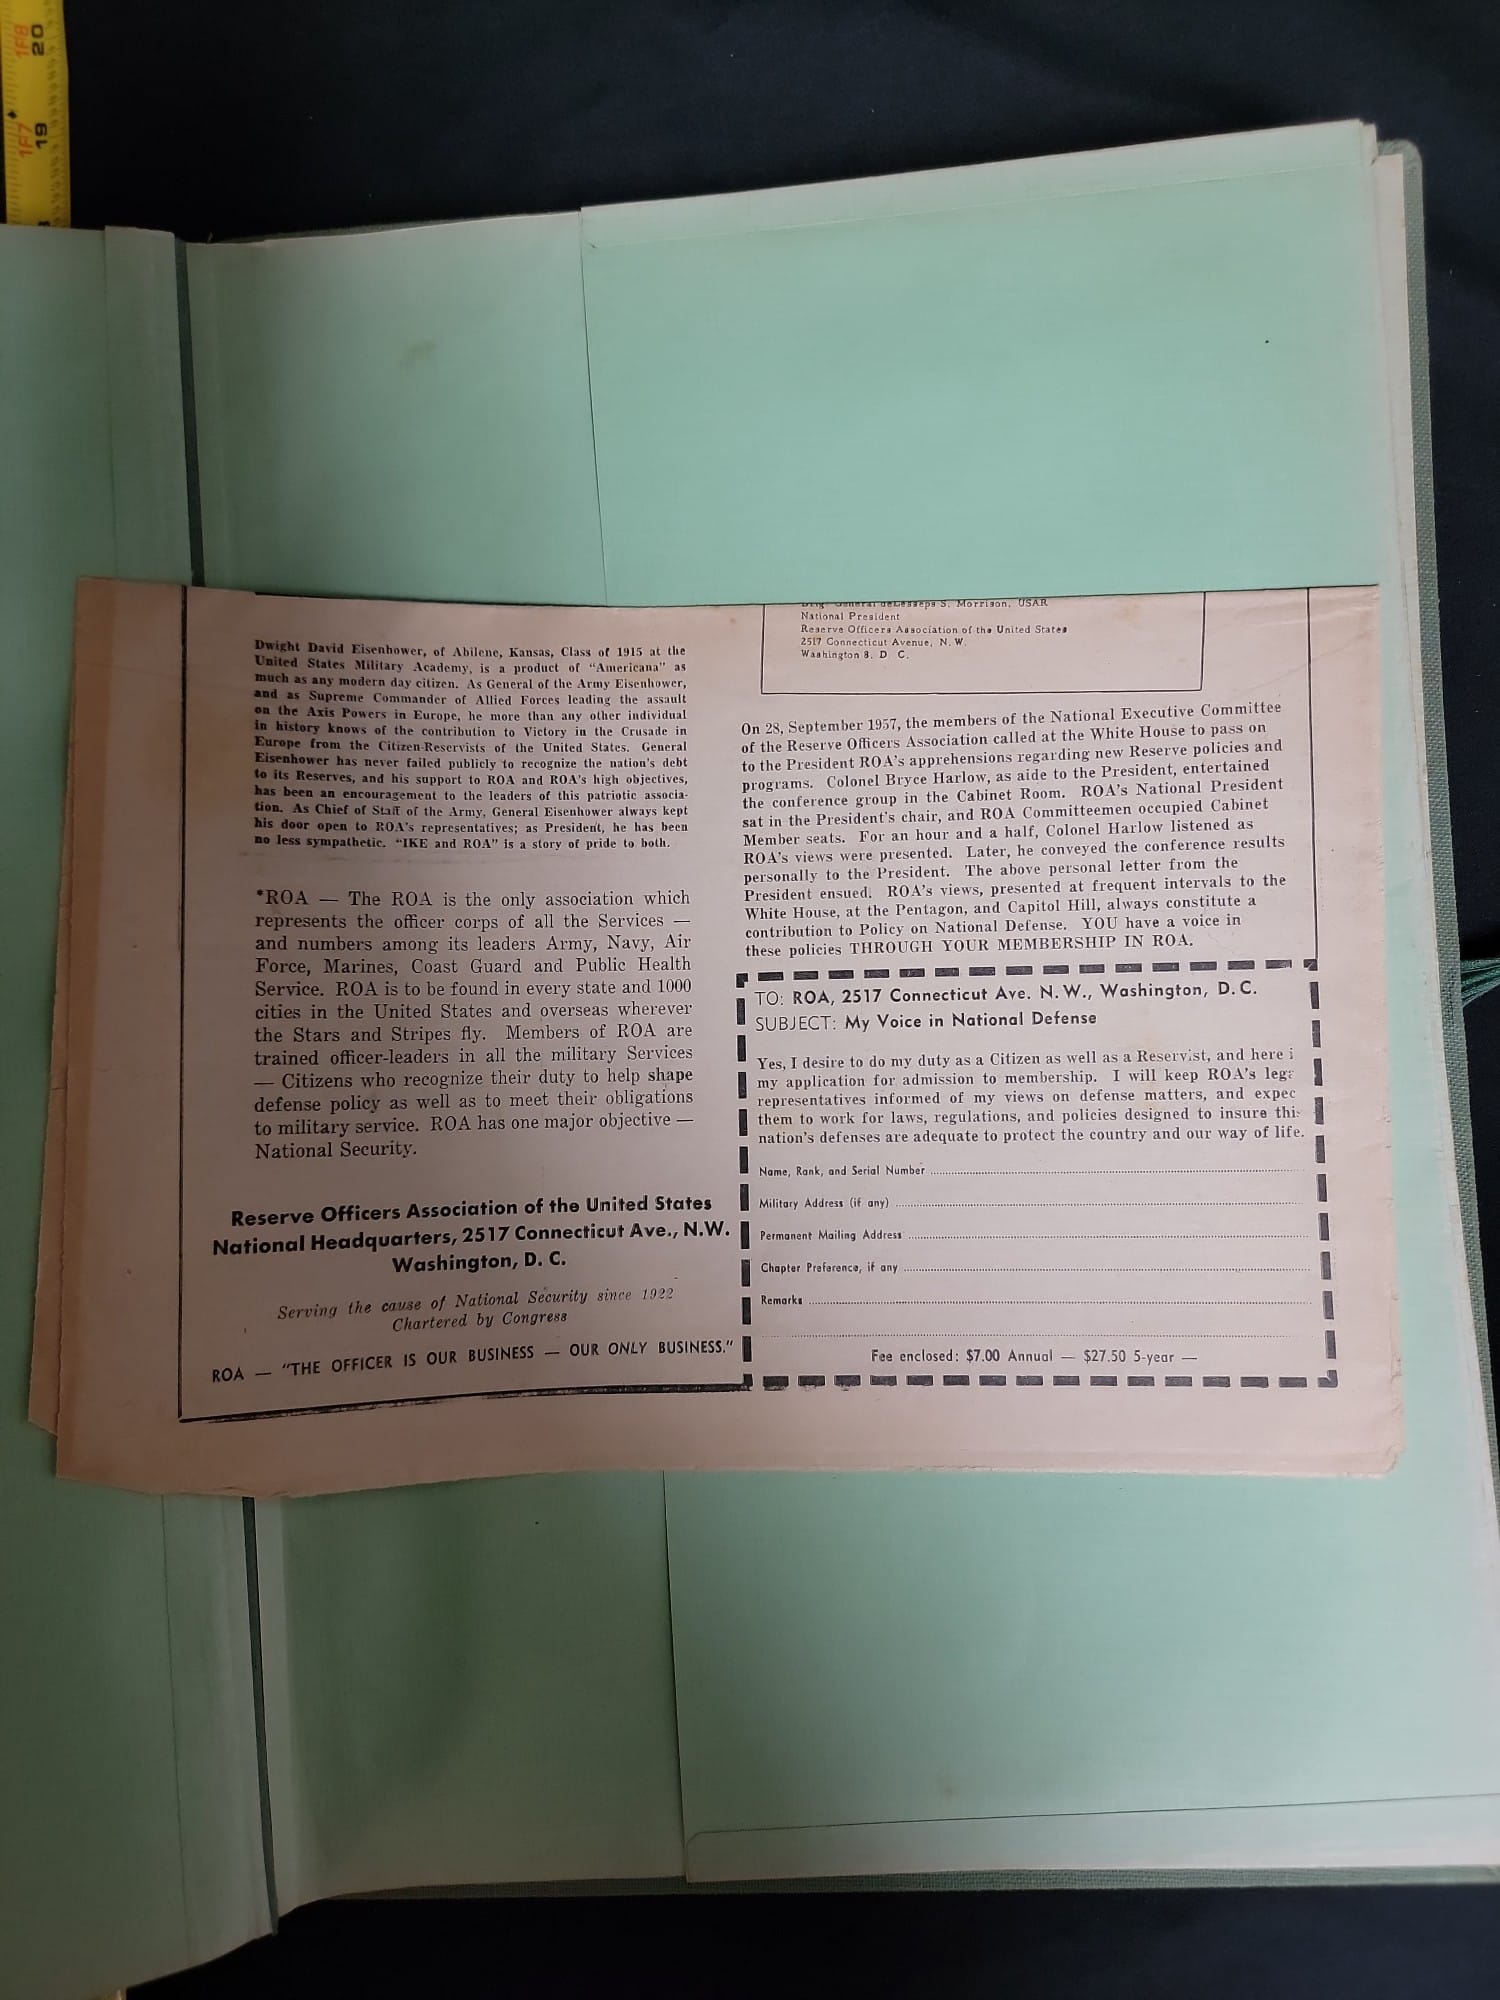 1F8
20
1F7
19
Dwight David Eisenhower, of Abilene, Kansas, Class of 1915 at the
United States Military Academy, is a product of "Americana" as
much as any modern day citizen. As General of the Army Eisenhower,
and as Supreme Commander of Allied Forces leading the assault
on the Axis Powers in Europe, he more than any other individual
in history knows of the contribution to Victory in the Crusade in
Europe from the Citizen-Reservists of the United States. General
Eisenhower has never failed publicly to recognize the nation's debt
to its Reserves, and his support to ROA and ROA's high objectives,
has been an encouragement to the leaders of this patriotic associa-
tion. As Chief of Staff of the Army, General Eisenhower always kept
his door open to ROA's representatives; as President, he has been
no less sympathetic. "IKE and ROA" is a story of pride to both.
*ROA — The ROA is the only association which
represents the officer corps of all the Services —
and numbers among its leaders Army, Navy, Air
Force, Marines, Coast Guard and Public Health
Service. ROA is to be found in every state and 1000
cities in the United States and overseas wherever
the Stars and Stripes fly. Members of ROA are
trained officer-leaders in all the military Services
— Citizens who recognize their duty to help shape
defense policy as well as to meet their obligations
to military service. ROA has one major objective —
National Security.
Reserve Officers Association of the United States
National Headquarters, 2517 Connecticut Ave., N.W.
Washington, D. C.
Serving the cause of National Security since 1922
Chartered by Congress
ROA — "THE OFFICER IS OUR BUSINESS — OUR ONLY BUSINESS."
General deLesseps S. Morrison, USAR
National President
Reserve Officers Association of the United States
2517 Connecticut Avenue, N. W.
Washington 8. D C.
On 28, September 1957, the members of the National Executive Committee
of the Reserve Officers Association called at the White House to pass on
to the President ROA's apprehensions regarding new Reserve policies and
programs. Colonel Bryce Harlow, as aide to the President, entertained
the conference group in the Cabinet Room. ROA's National President
sat in the President's chair, and ROA Committeemen occupied Cabinet
Member seats. For an hour and a half, Colonel Harlow listened as
ROA's views were presented. Later, he conveyed the conference results
personally to the President. The above personal letter from the
President ensued. ROA's views, presented at frequent intervals to the
White House, at the Pentagon, and Capitol Hill, always constitute a
contribution to Policy on National Defense. YOU have a voice in
these policies THROUGH YOUR MEMBERSHIP IN ROA.
TO: ROA, 2517 Connecticut Ave. N.W., Washington, D.C.
SUBJECT: My Voice in National Defense
Yes, I desire to do my duty as a Citizen as well as a Reservist, and here i
my application for admission to membership. I will keep ROA's
representatives informed of my views on defense matters, and expec
them to work for laws, regulations, and policies designed to insure thi
nation's defenses are adequate to protect the country and our way of life.
Name, Rank, and Serial Number
Military Address (if any)
Permanent Mailing Address
Chapter Preference, if any
Remarks
Fee enclosed: $7.00 Annual — $27.50 5-year —